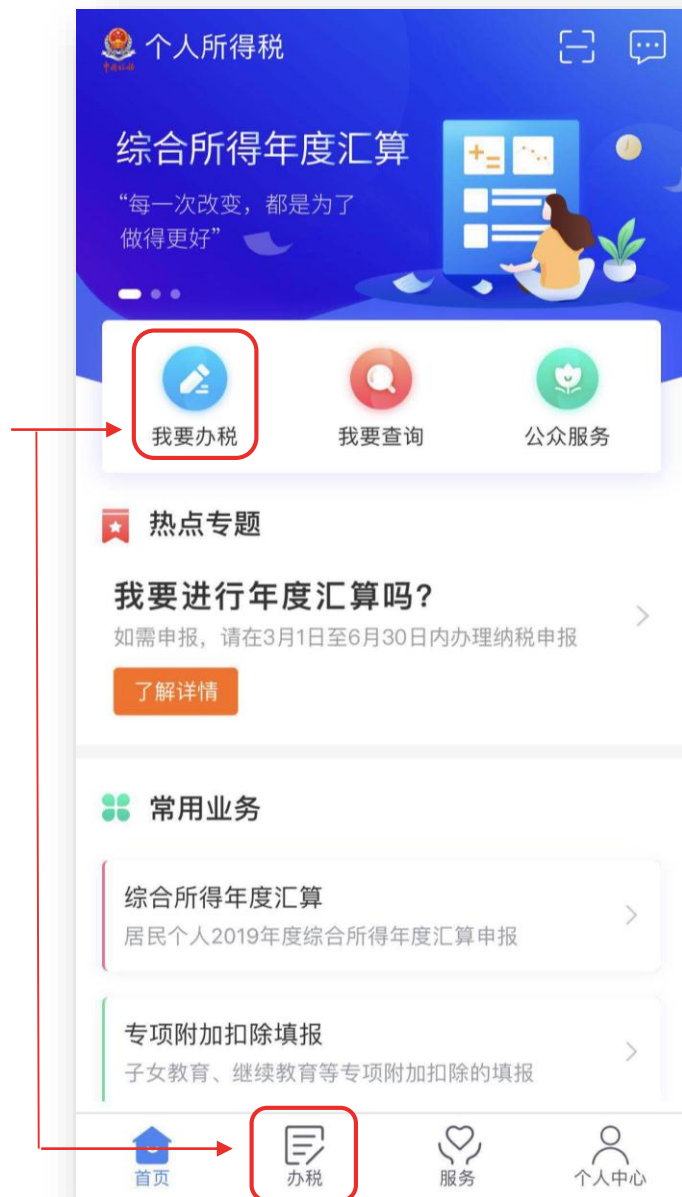 个人所得税
综合所得年度汇算
“每一次改变，都是为了
做得更好”
我要办税
我要查询
公众服务
热点专题
我要进行年度汇算吗?
如需申报，请在3月1日至6月30日内办理纳税申报
了解详情
常用业务
综合所得年度汇算
居民个人2019年度综合所得年度汇算申报
专项附加扣除填报
子女教育、继续教育等专项附加扣除的填报
首页
办税
服务
个人中心